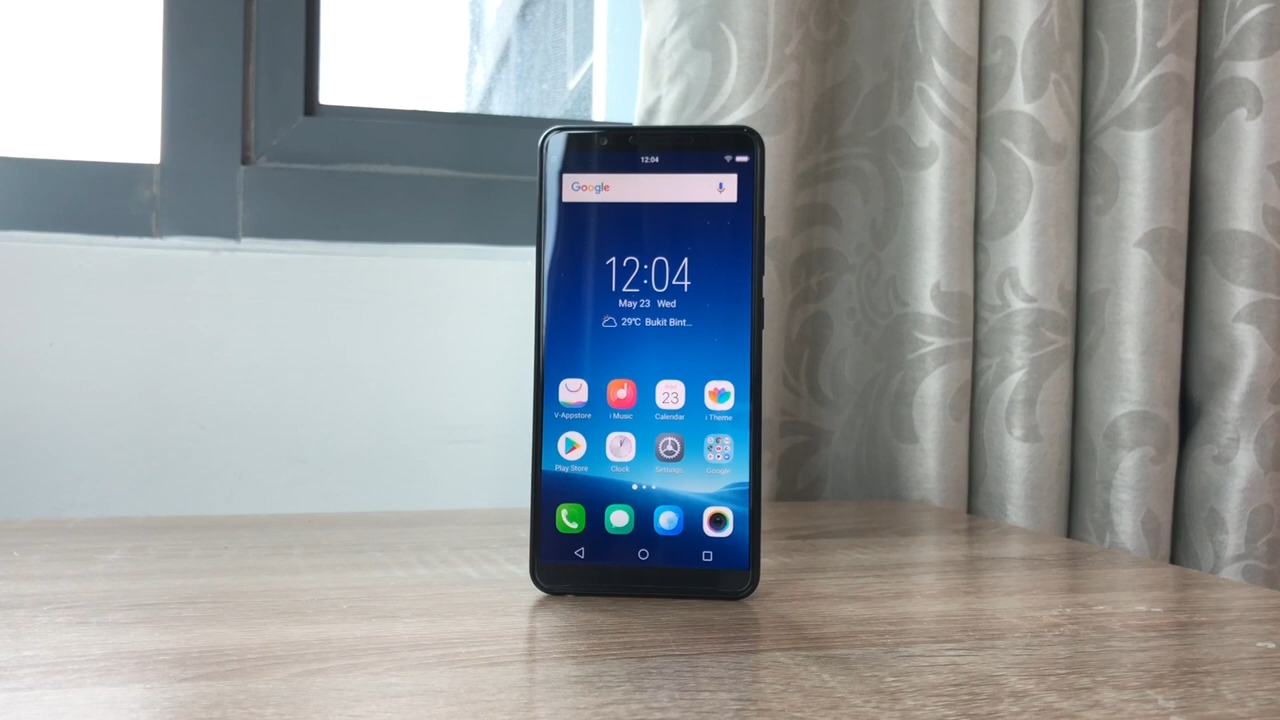 12:04
Google
12:04
May 23 Wed
29℃ Bukit Bint...
V-Appstore
i Music
23
Calendar
i Theme
Play Store
Clock
Settings
Google